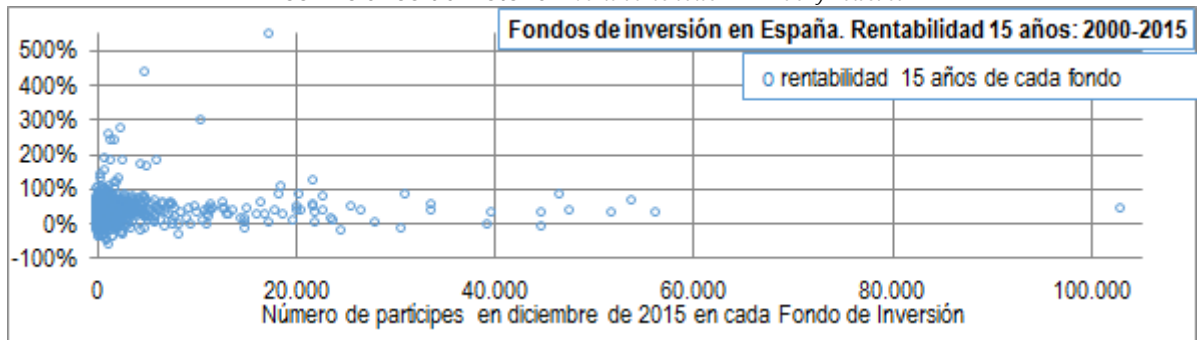 Fondos de inversión en España. Rentabilidad 15 años: 2000-2015
rentabilidad 15 años de cada fondo
500%
400%
300%
200%
100%
0%
-100%
0 20.000 40.000 60.000 80.000 100.000
Número de participes en diciembre de 2015 en cada Fondo de Inversión